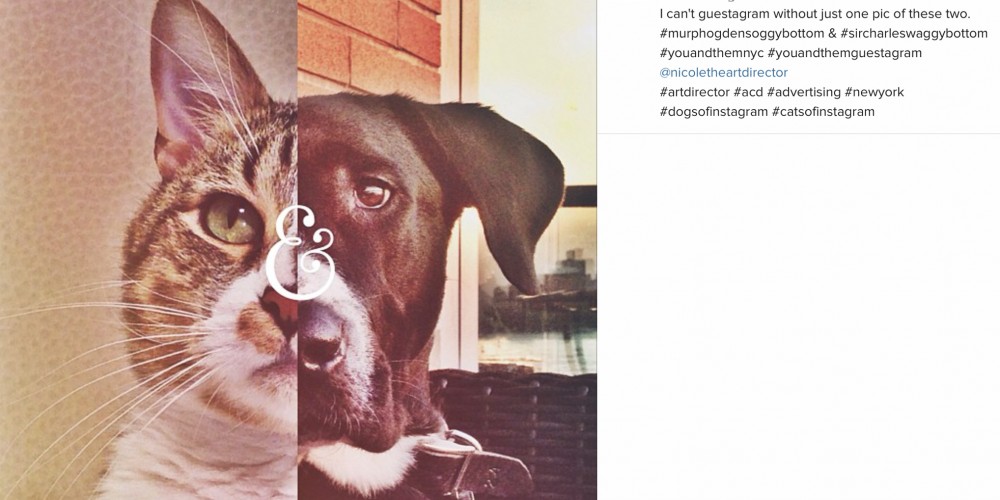 &
I can't guestagram without just one pic of these two.
#murphogdensoggybottom & #sircharleswaggybottom
#youandthemnyc #youandthemguestagram
@nicoletheartdirector
#artdirector #acd #advertising #newyork
#dogsofinstagram #catsofinstagram